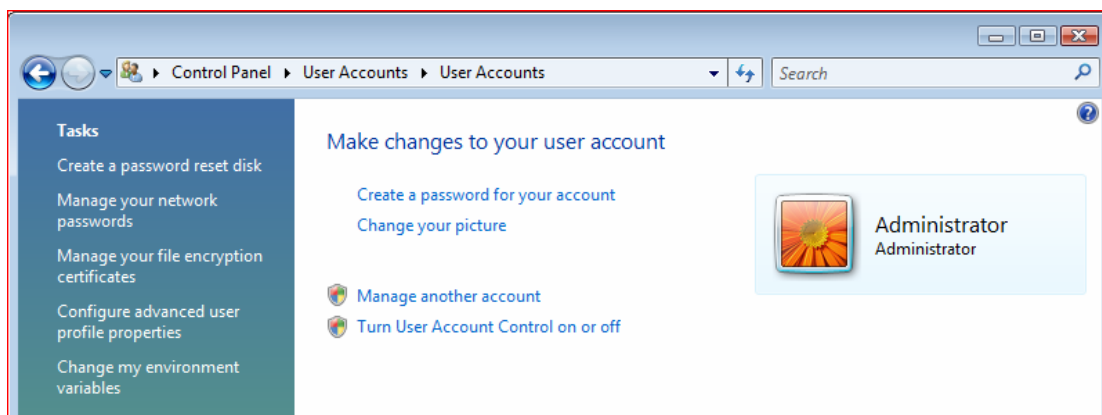 Control Panel User Accounts User Accounts
Search
Tasks
Create a password reset disk
Manage your network
passwords
Manage your file encryption
certificates
Configure advanced user
profile properties
Change my environment
variables
Make changes to your user account
Create a password for your account
Change your picture
Manage another account
Turn User Account Control on or off
Administrator
Administrator